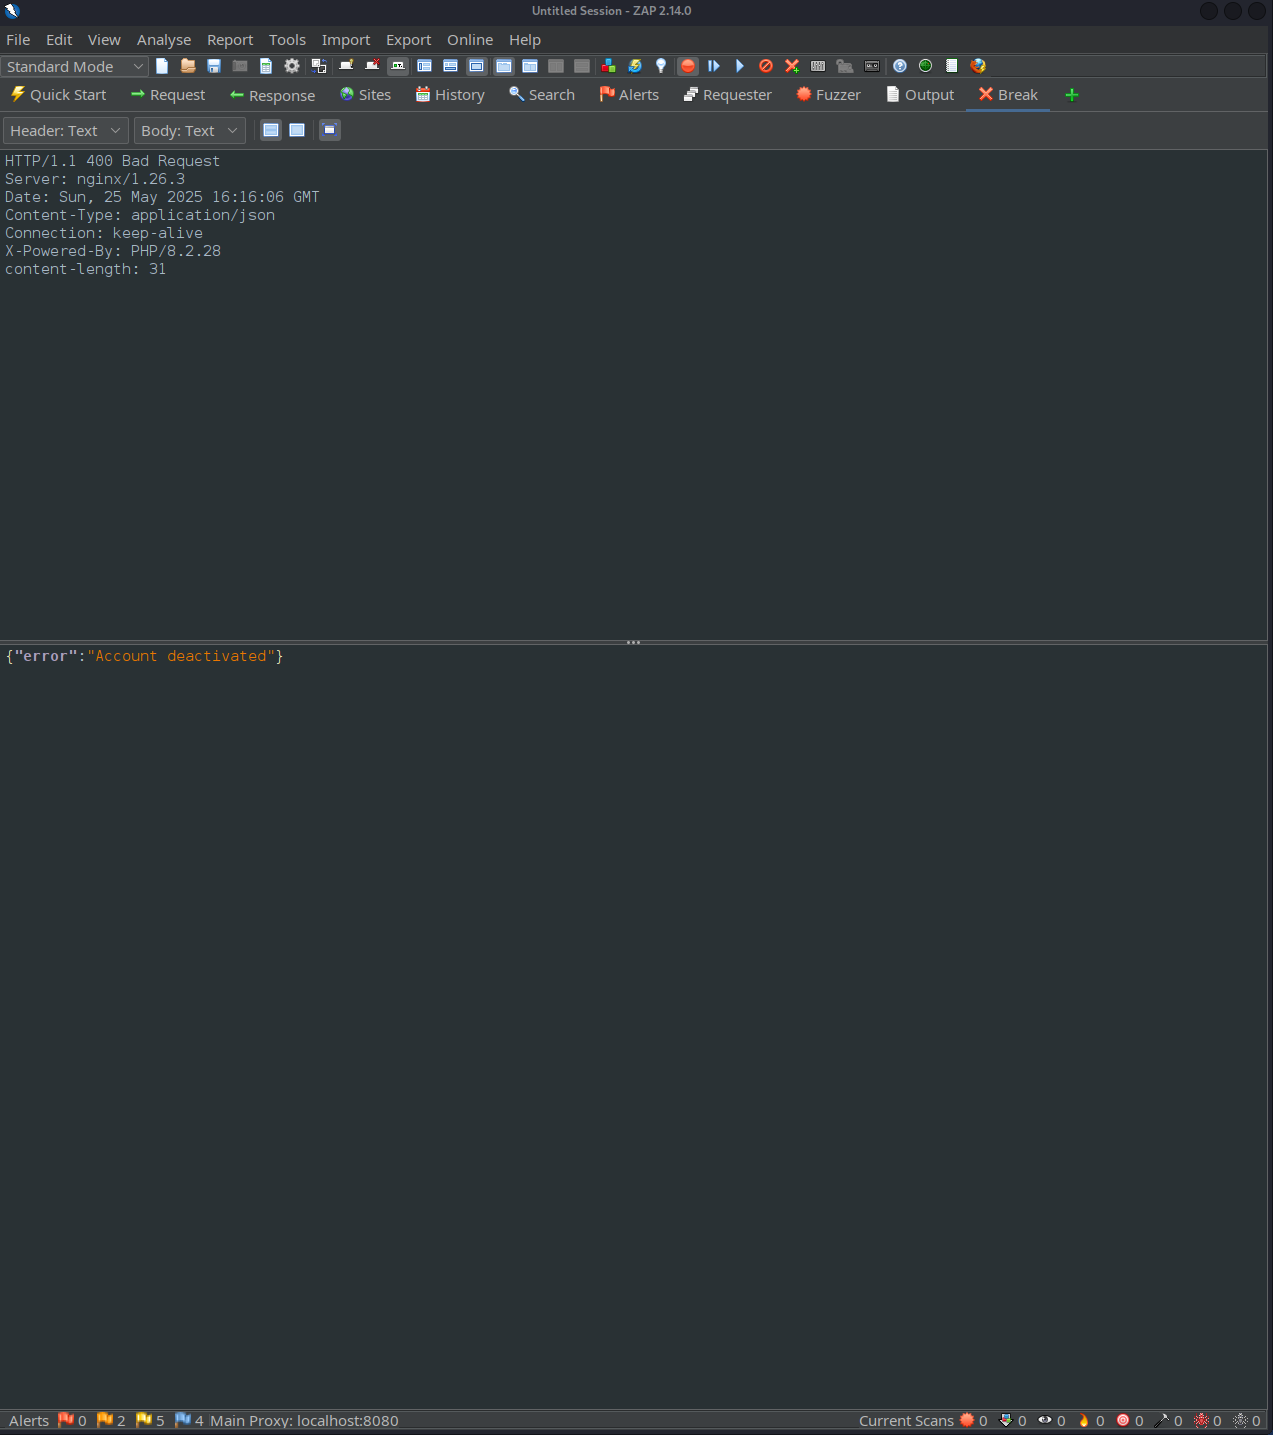 Untitled Session - ZAP 2.14.0
File Edit View Analyse Report Tools Import Export Online Help
Standard Mode
Quick Start Request Response Sites History Search Alerts Requester Fuzzer Output Break
Header: Text Body: Text
HTTP/1.1 400 Bad Request
Server: nginx/1.26.3
Date: Sun, 25 May 2025 16:16:06 GMT
Content-Type: application/json
Connection: keep-alive
X-Powered-By: PHP/8.2.28
content-length: 31
{"error":"Account deactivated"}
Alerts 0 2 5 4 Main Proxy: localhost:8080 Current Scans 0 0 0 0 0 0 0 0